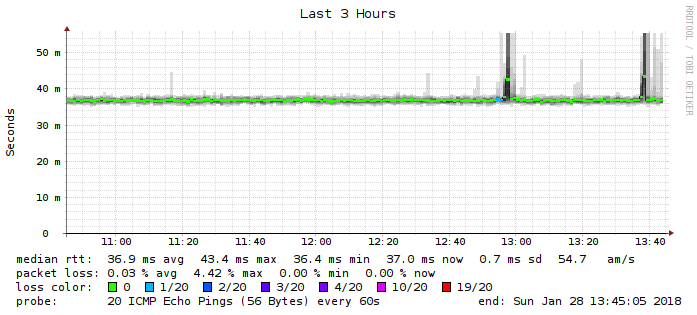 Last 3 Hours
RRDTOOL / TOBI OETIKER
Seconds
50 m
40 m
30 m
20 m
10 m
0
11:00 11:20 11:40 12:00 12:20 12:40 13:00 13:20 13:40
median rtt: 36.9 ms avg 43.4 ms max 36.4 ms min 37.0 ms now 0.7 ms sd 54.7 am/s
packet loss: 0.03 % avg 4.42 % max 0.00 % min 0.00 % now
loss color: 0 1/20 2/20 3/20 4/20 10/20 19/20
probe: 20 ICMP Echo Pings (56 Bytes) every 60s end: Sun Jan 28 13:45:05 2018